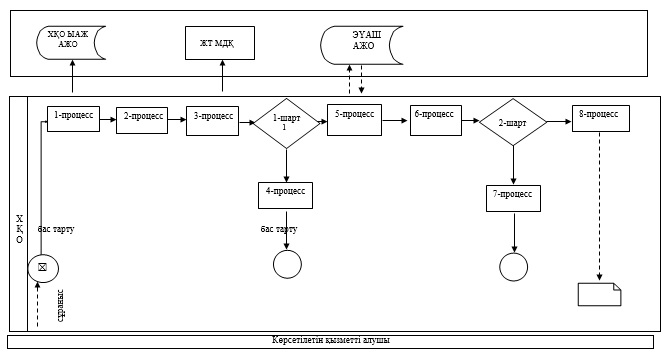 ХҚО ЫАЖ
АЖО
ЖТ МДҚ
ЭҮАШ
АЖО
1-процесс
2-процесс
3-процесс
1-шарт
1
5-процесс
6-процесс
2-шарт
8-процесс
4-процесс
7-процесс
Х
Қ
О
бас тарту
бас тарту
сұраныс
Көрсетілетін қызметті алушы